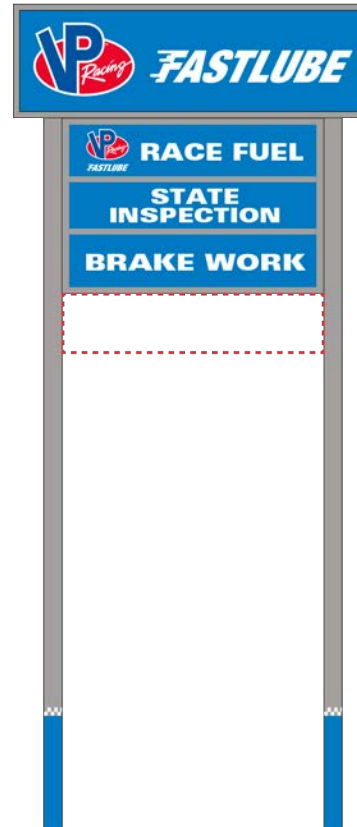 VP
Racing
FASTLUBE
VP
Racing
FASTLUBE
RACE FUEL
STATE
INSPECTION
BRAKE WORK